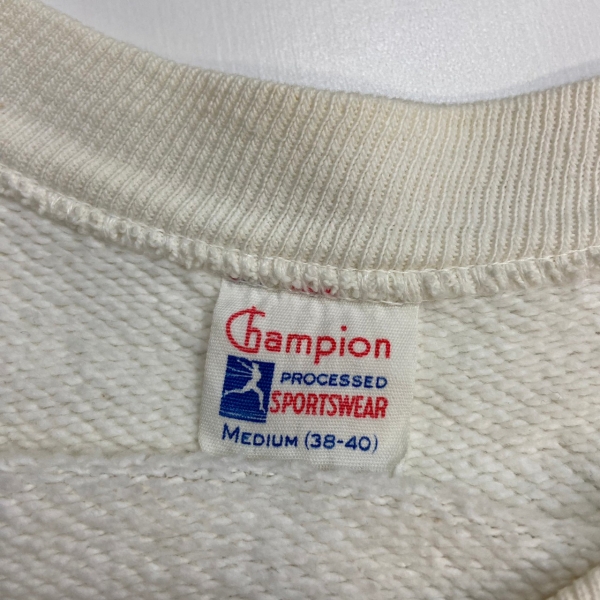 Champion
PROCESSED
SPORTSWEAR
MEDIUM (38-40)